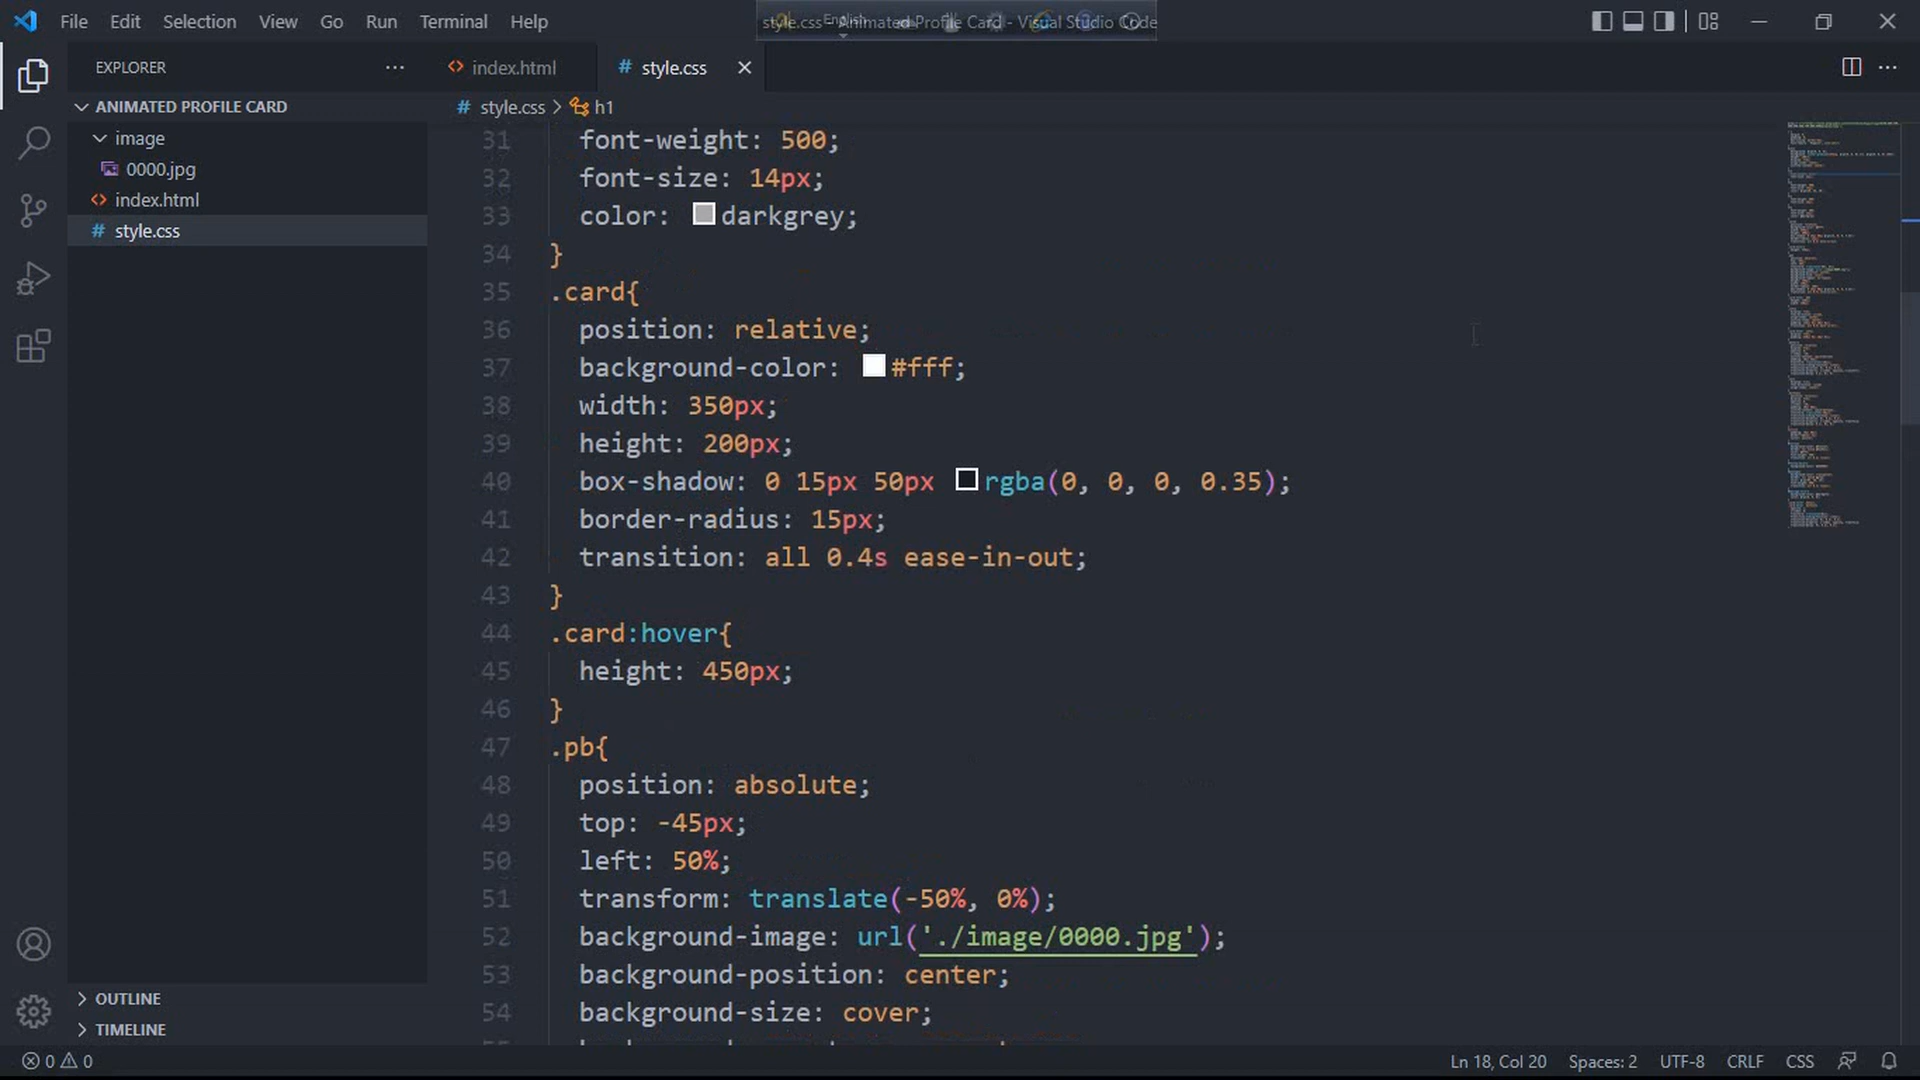 File Edit Selection View Go Run Terminal Help
style.css - Animated Profile Card - Visual Studio Code
English
EXPLORER
ANIMATED PROFILE CARD
image
0000.jpg
index.html
style.css
OUTLINE
TIMELINE
index.html
# style.css
# style.css > h1
31 font-weight: 500;
32 font-size: 14px;
33 color: darkgrey;
34 }
35 .card{
36 position: relative;
37 background-color: #fff;
38 width: 350px;
39 height: 200px;
40 box-shadow: 0 15px 50px rgba(0, 0, 0, 0.35);
41 border-radius: 15px;
42 transition: all 0.4s ease-in-out;
43 }
44 .card:hover{
45 height: 450px;
46 }
47 .pb{
48 position: absolute;
49 top: -45px;
50 left: 50%;
51 transform: translate(-50%, 0%);
52 background-image: url('./image/0000.jpg');
53 background-position: center;
54 background-size: cover;
0 0
Ln 18, Col 20 Spaces: 2 UTF-8 CRLF CSS